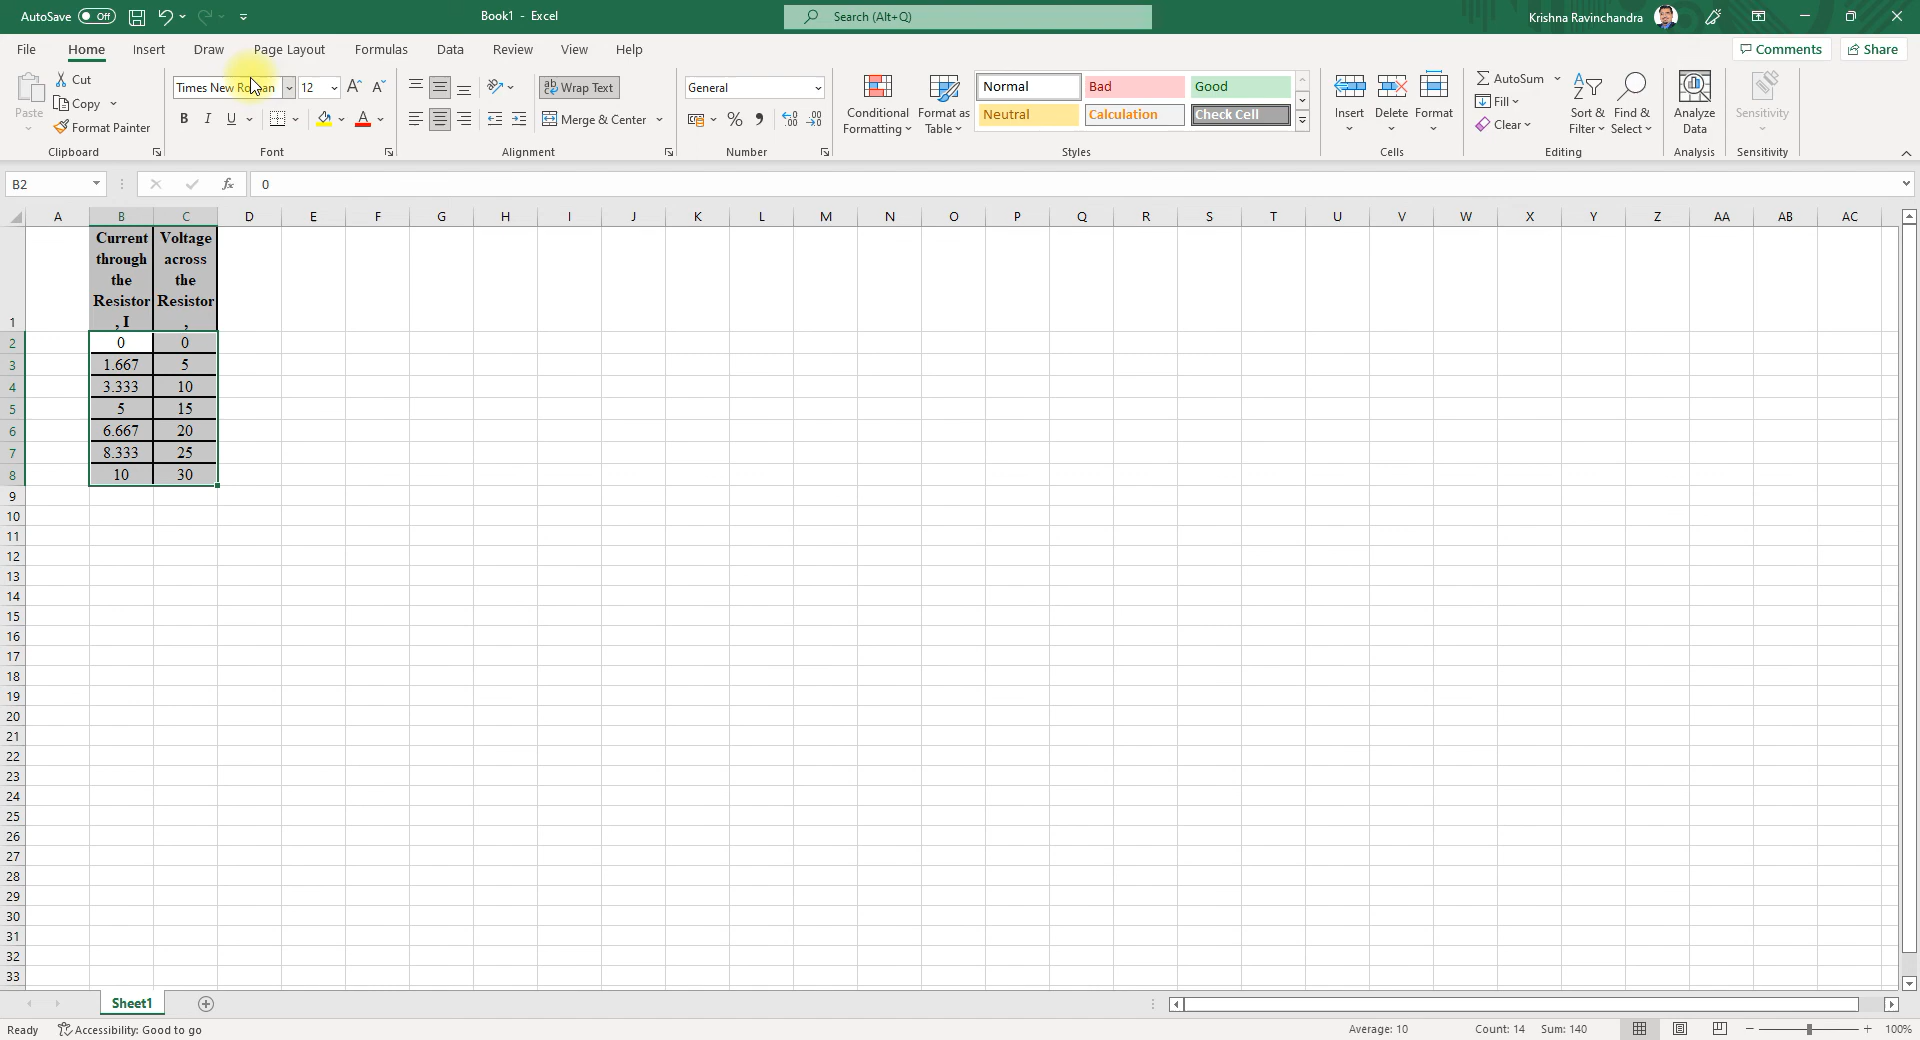 AutoSave Off Book1 - Excel Search (Alt+Q) Krishna Ravinchandra
File Home Insert Draw Page Layout Formulas Data Review View Help Comments Share
Paste
Cut
Copy
Format Painter
Clipboard
Times New Roman 12
B I U A
Font
Wrap Text
Merge & Center
Alignment
General
Number
Conditional Formatting
Format as Table
Normal Bad Good
Neutral Calculation Check Cell
Styles
Insert Delete Format
Cells
AutoSum
Fill
Clear
Sort & Filter
Find & Select
Editing
Analyze Data
Analysis
Sensitivity
Sensitivity
B2 fx 0
A B C D E F G H I J K L M N O P Q R S T U V W X Y Z AA AB AC
Current Voltage
through across
the the
Resistor Resistor
1 , I ,
2 0 0
3 1.667 5
4 3.333 10
5 5 15
6 6.667 20
7 8.333 25
8 10 30
9
10
11
12
13
14
15
16
17
18
19
20
21
22
23
24
25
26
27
28
29
30
31
32
33
Sheet1
Ready Accessibility: Good to go Average: 10 Count: 14 Sum: 140 100%